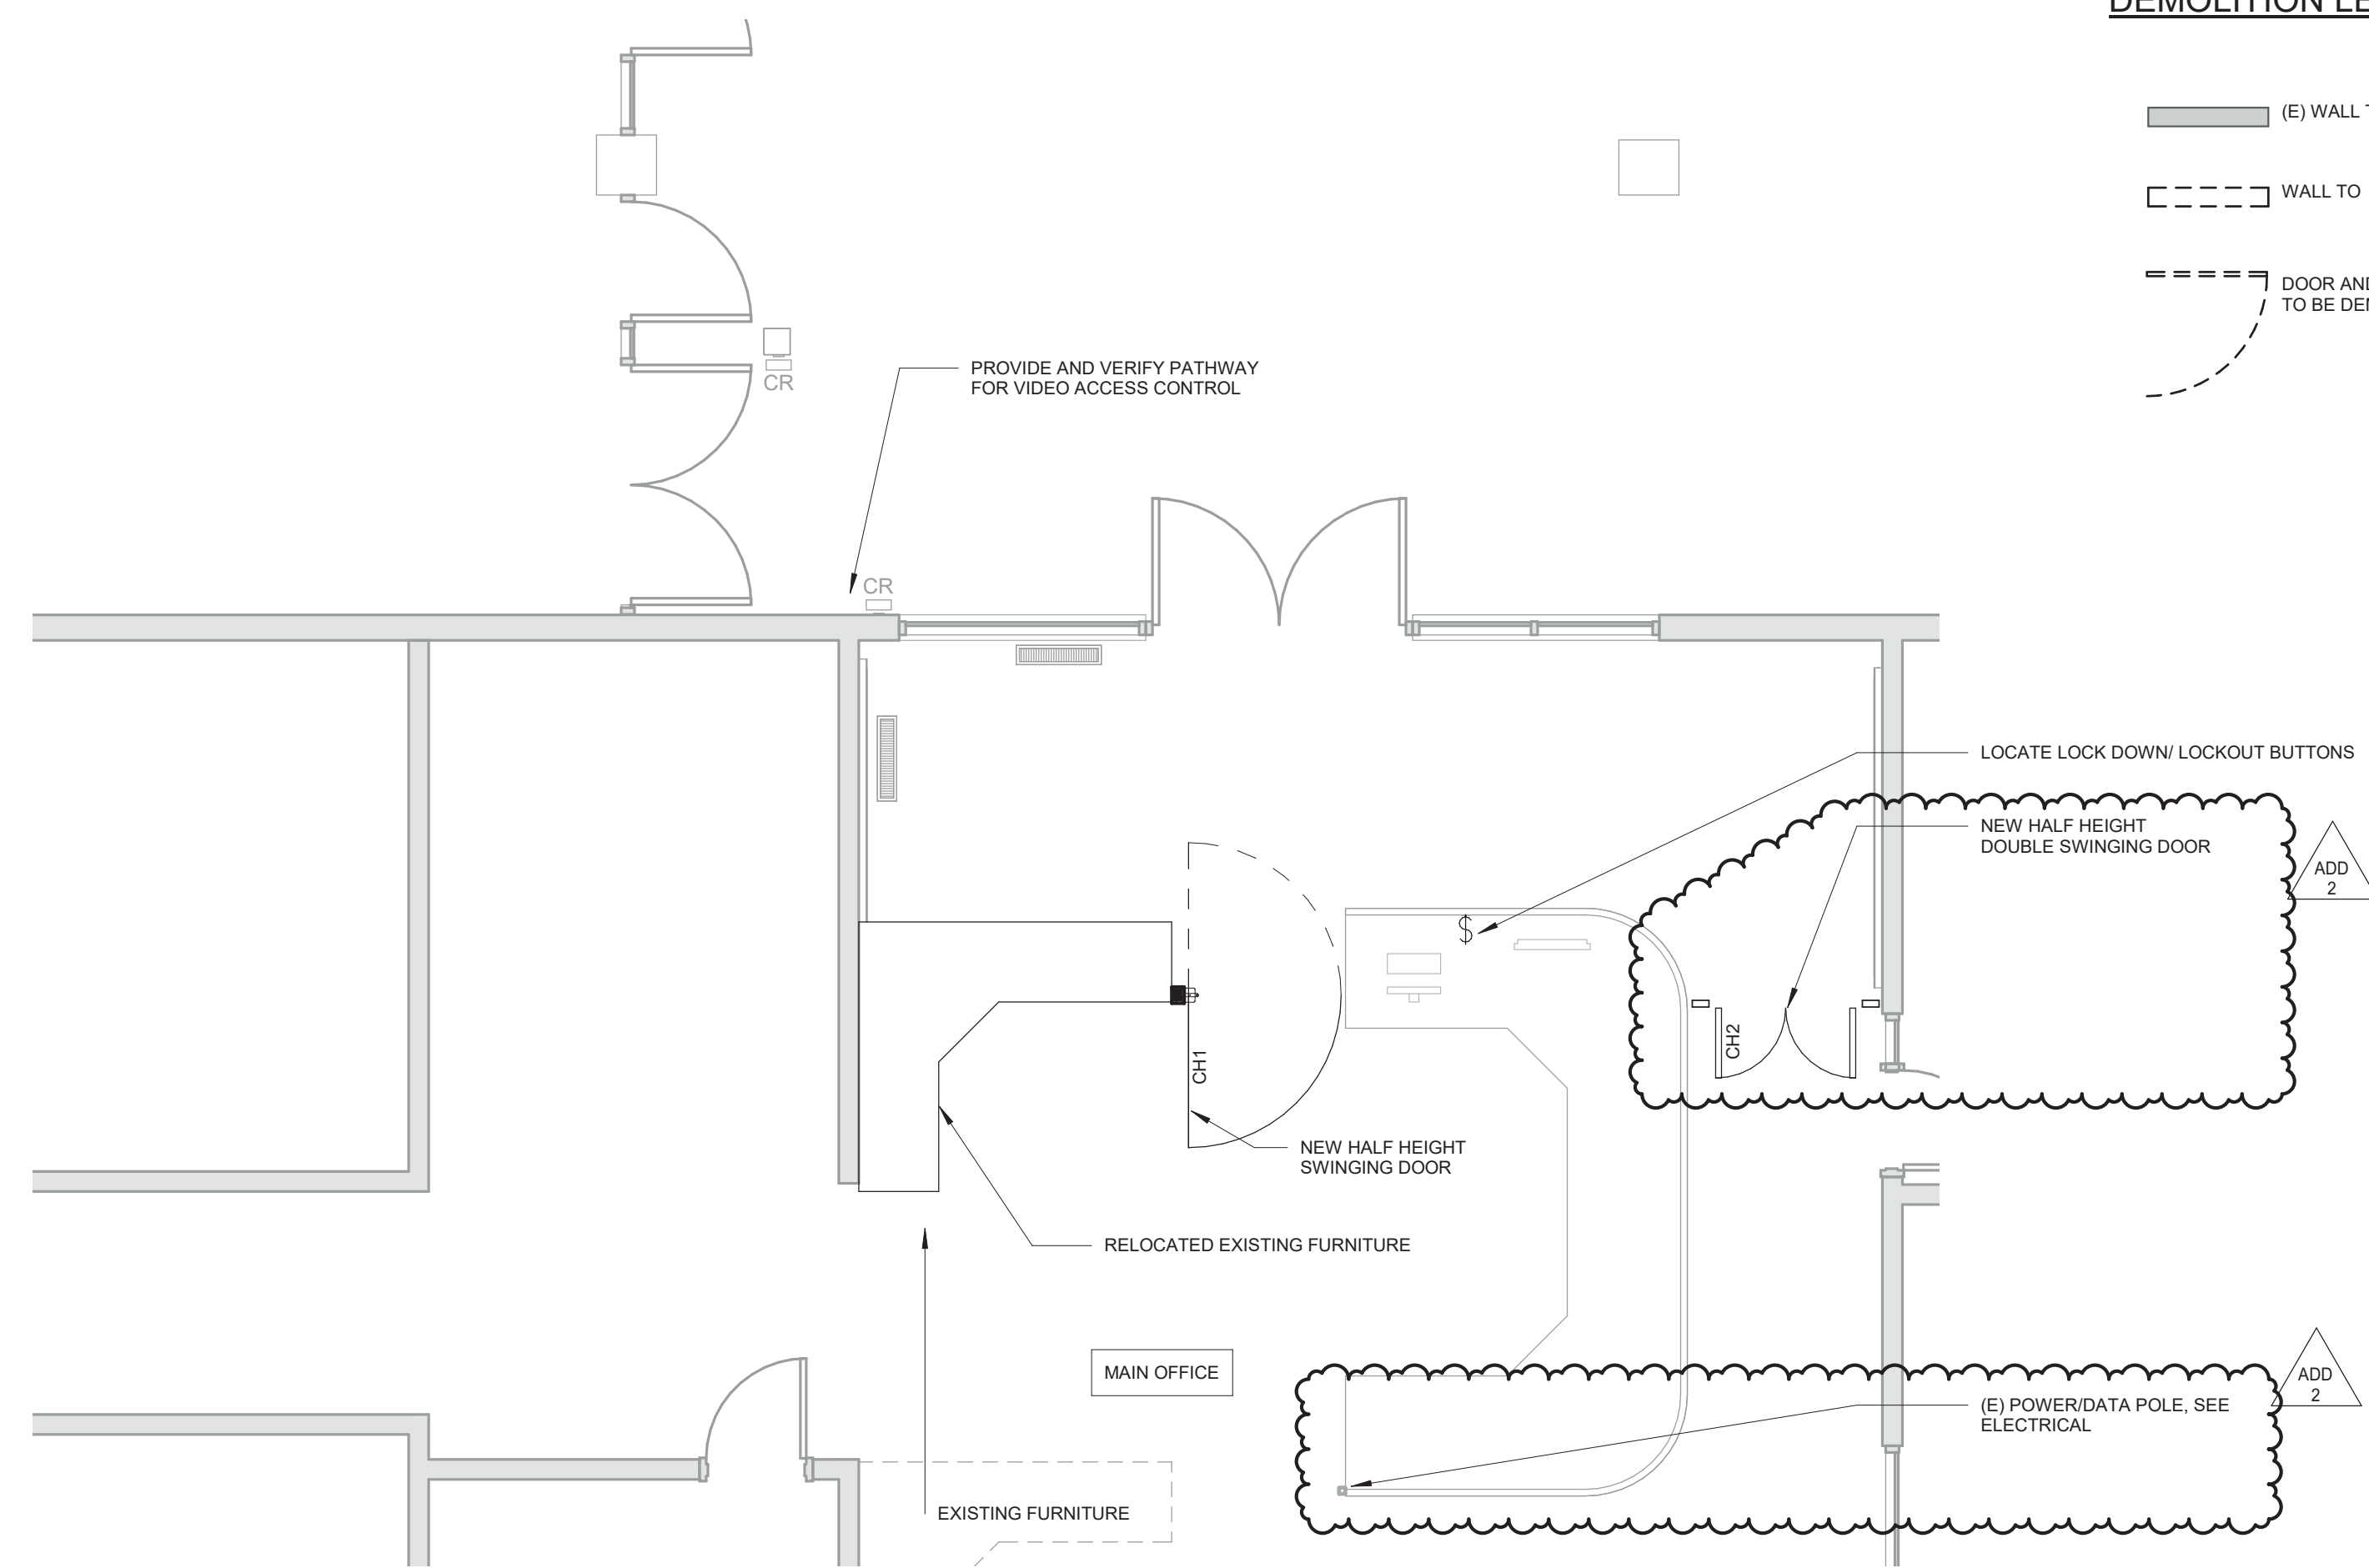 DEMOLITION LE
(E) WALL T
WALL TO
DOOR AND
TO BE DEM
PROVIDE AND VERIFY PATHWAY
FOR VIDEO ACCESS CONTROL
CR
CR
LOCATE LOCK DOWN/ LOCKOUT BUTTONS
NEW HALF HEIGHT
DOUBLE SWINGING DOOR
ADD
2
$
CH2
CH1
NEW HALF HEIGHT
SWINGING DOOR
RELOCATED EXISTING FURNITURE
MAIN OFFICE
ADD
2
(E) POWER/DATA POLE, SEE
ELECTRICAL
EXISTING FURNITURE